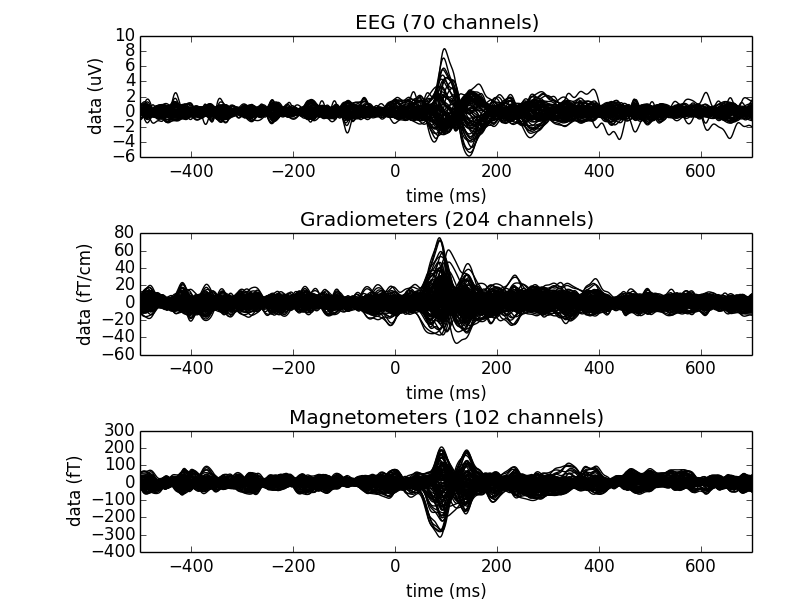 EEG (70 channels)
data (uV)
10
8
6
4
2
0
−2
−4
−6
−400 −200 0 200 400 600
time (ms)
Gradiometers (204 channels)
data (fT/cm)
80
60
40
20
0
−20
−40
−60
−400 −200 0 200 400 600
time (ms)
Magnetometers (102 channels)
data (fT)
300
200
100
0
−100
−200
−300
−400
−400 −200 0 200 400 600
time (ms)